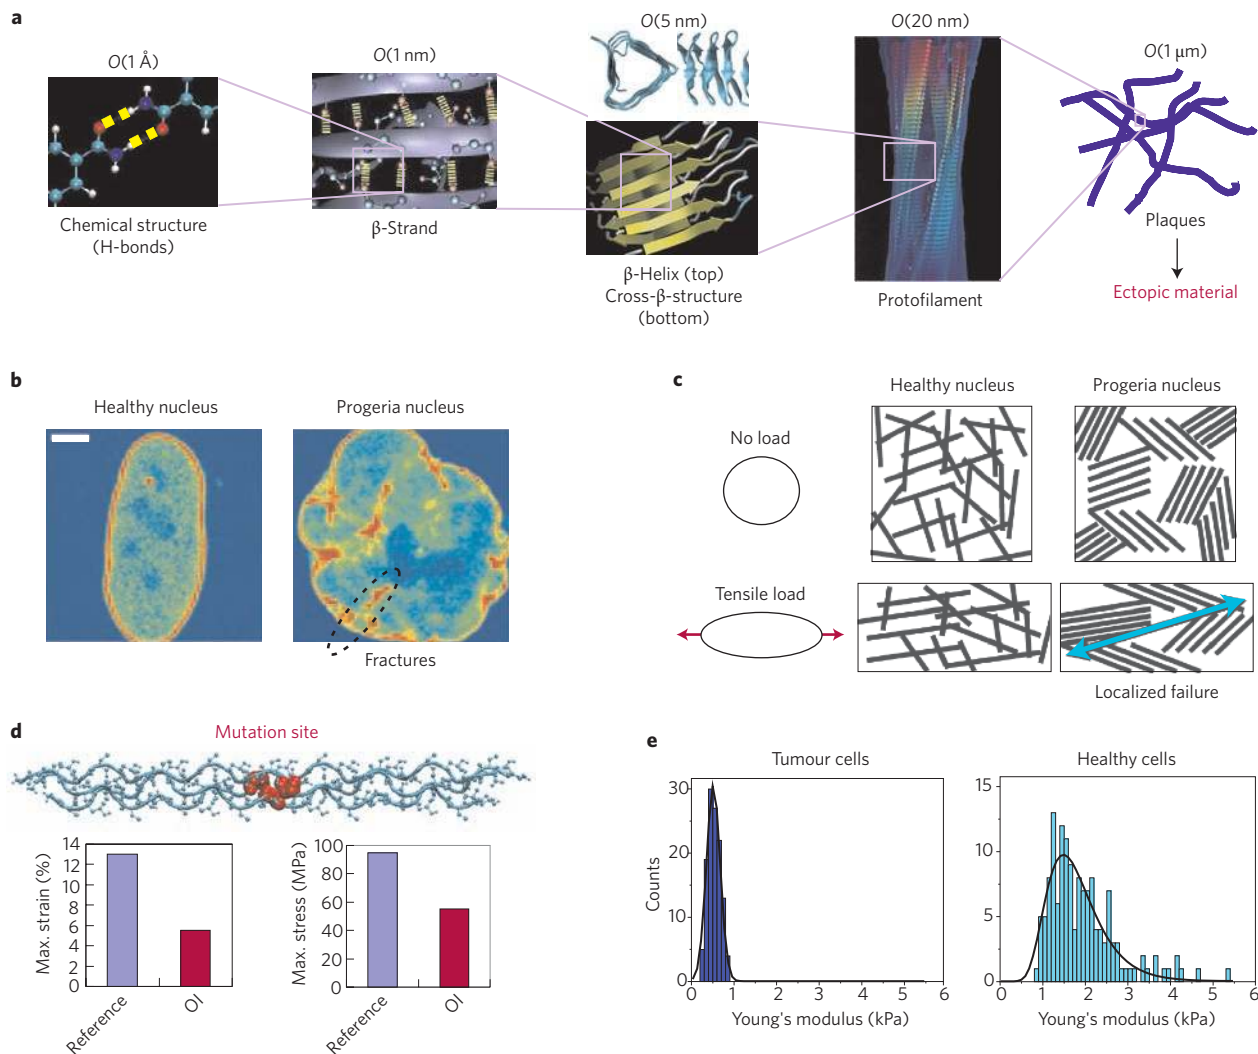 a
O(1 Å)
O(1 nm)
O(5 nm)
O(20 nm)
O(1 μm)
Chemical structure
(H-bonds)
β-Strand
β-Helix (top)
Cross-β-structure
(bottom)
Protofilament
Plaques
Ectopic material
b
Healthy nucleus
Progeria nucleus
Fractures
c
Healthy nucleus
Progeria nucleus
No load
Tensile load
Localized failure
d
Mutation site
Max. strain (%)
14
12
10
8
6
4
2
0
Reference
OI
Max. stress (MPa)
100
80
60
40
20
0
Reference
OI
e
Tumour cells
Counts
30
20
10
0
0
1
2
3
4
5
6
Young's modulus (kPa)
Healthy cells
15
10
5
0
0
1
2
3
4
5
6
Young's modulus (kPa)